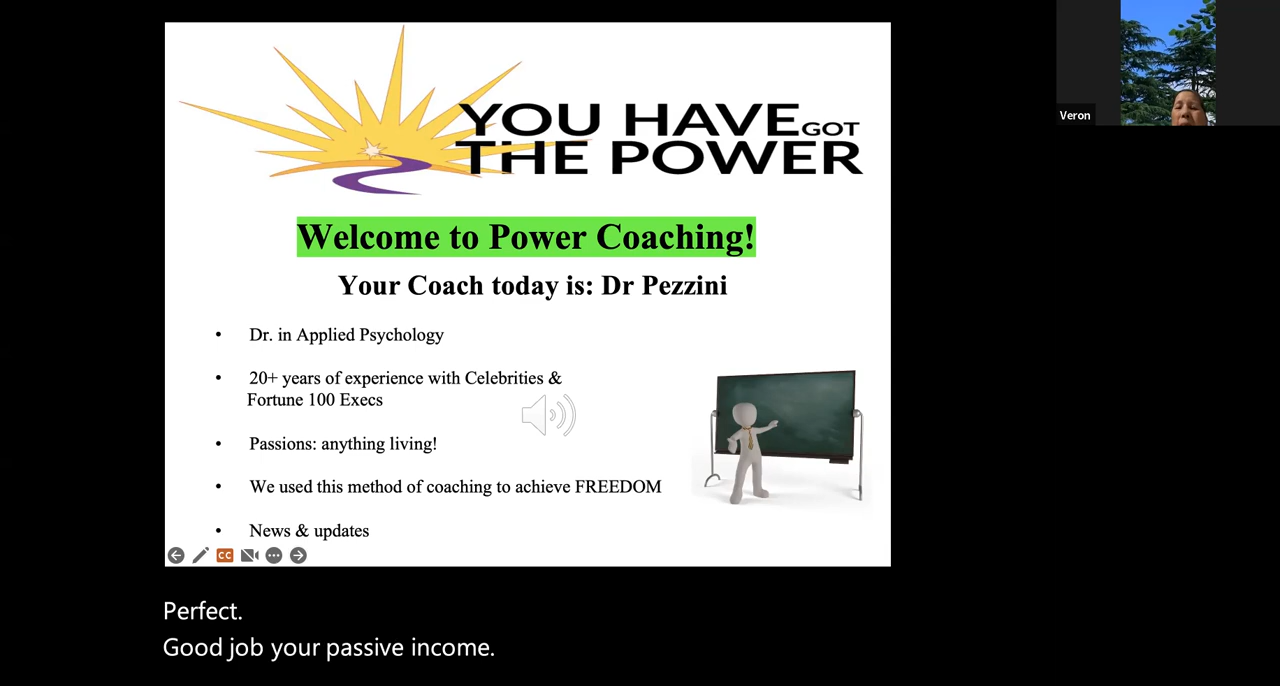 YOU HAVE GOT
THE POWER
Veron
Welcome to Power Coaching!
Your Coach today is: Dr Pezzini
• Dr. in Applied Psychology
• 20+ years of experience with Celebrities &
Fortune 100 Execs
• Passions: anything living!
• We used this method of coaching to achieve FREEDOM
• News & updates
CC
Perfect.
Good job your passive income.